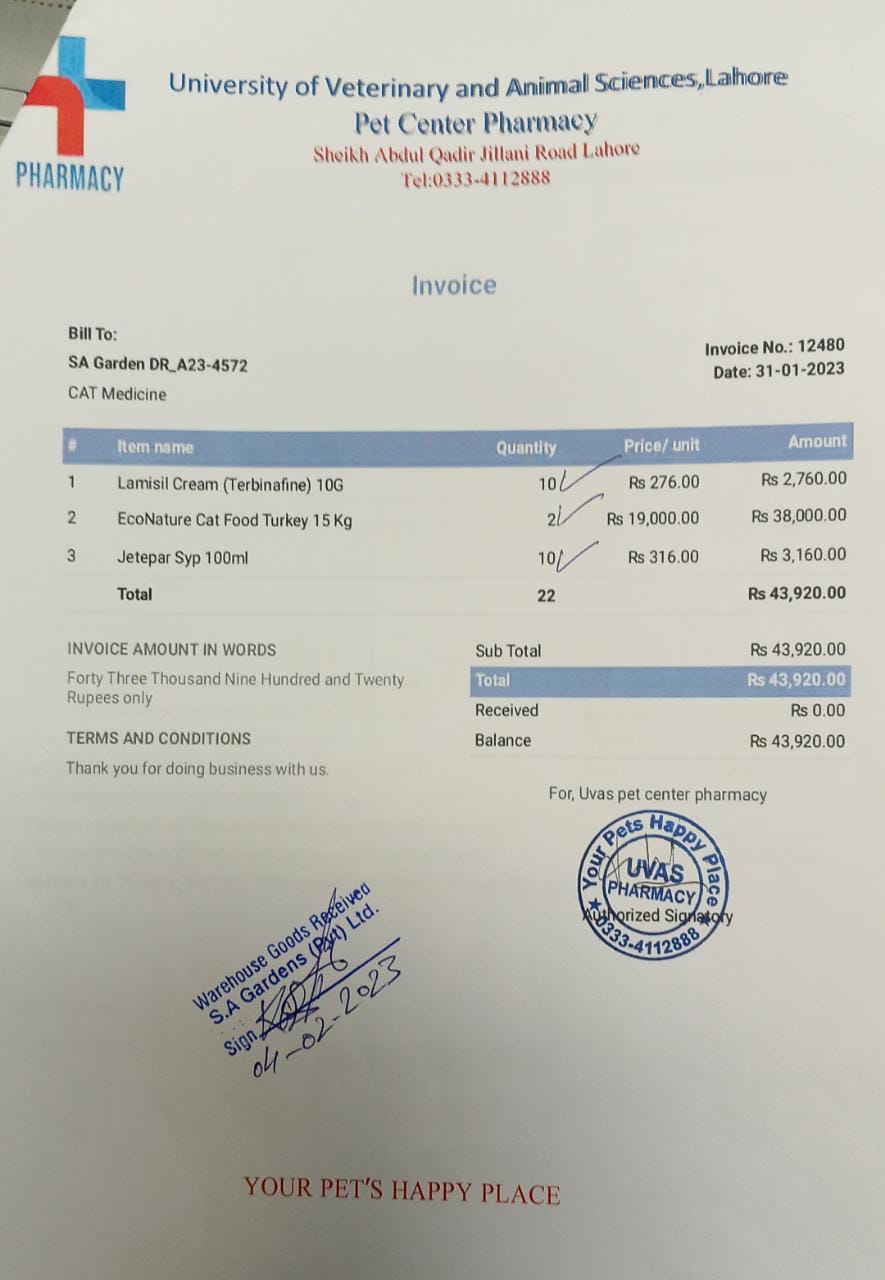 PHARMACY
University of Veterinary and Animal Sciences,Lahore
Pet Center Pharmacy
Sheikh Abdul Qadir Jillani Road Lahore
Tel:0333-4112888
Invoice
Bill To:
SA Garden DR_A23-4572
CAT Medicine
Invoice No.: 12480
Date: 31-01-2023
# Item name Quantity Price/ unit Amount
1 Lamisil Cream (Terbinafine) 10G 10 Rs 276.00 Rs 2,760.00
2 EcoNature Cat Food Turkey 15 Kg 2 Rs 19,000.00 Rs 38,000.00
3 Jetepar Syp 100ml 10 Rs 316.00 Rs 3,160.00
Total 22 Rs 43,920.00
INVOICE AMOUNT IN WORDS
Forty Three Thousand Nine Hundred and Twenty
Rupees only
TERMS AND CONDITIONS
Thank you for doing business with us.
Sub Total Rs 43,920.00
Total Rs 43,920.00
Received Rs 0.00
Balance Rs 43,920.00
For, Uvas pet center pharmacy
Your Pets Happy Place
UVAS
PHARMACY
0333-4112888
Authorized Signatory
Warehouse Goods Received
S.A Gardens (Pvt) Ltd.
Sign
04-02-2023
YOUR PET'S HAPPY PLACE